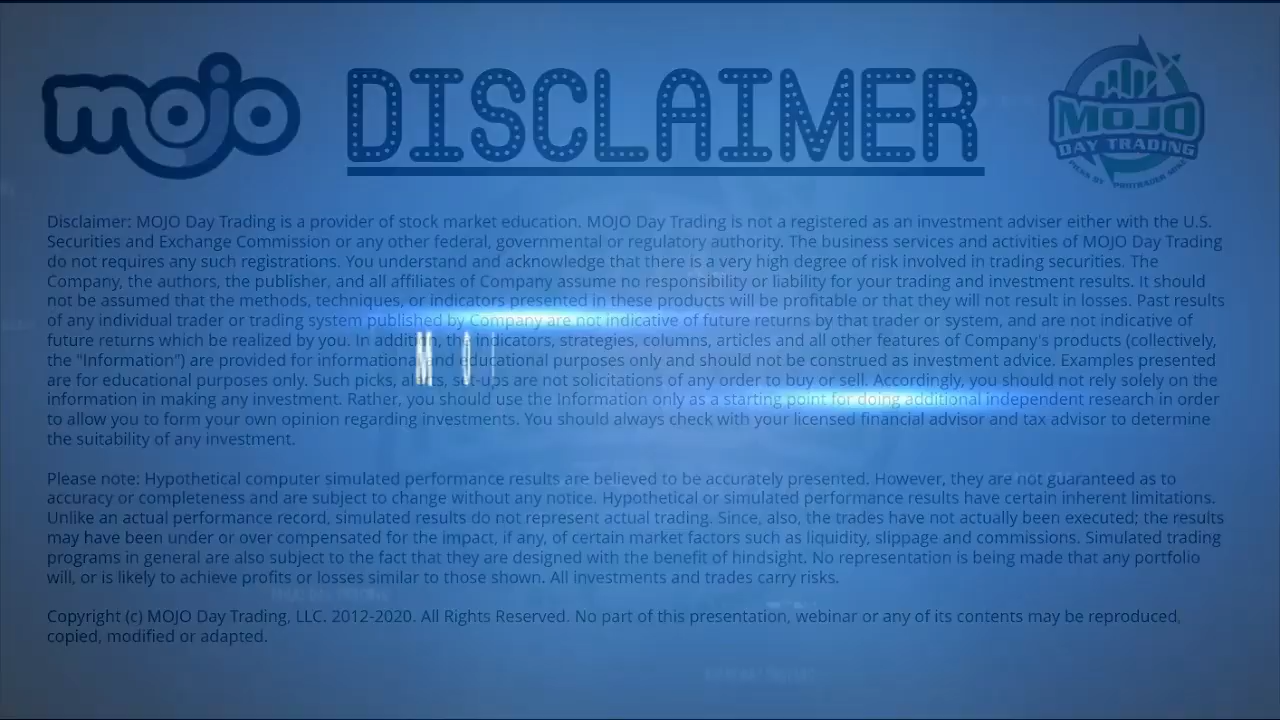 mojo DISCLAIMER MOJO
DAY TRADING
PICKS BY PROTRADER MIKE
Disclaimer: MOJO Day Trading is a provider of stock market education. MOJO Day Trading is not a registered as an investment adviser either with the U.S.
Securities and Exchange Commission or any other federal, governmental or regulatory authority. The business services and activities of MOJO Day Trading
do not requires any such registrations. You understand and acknowledge that there is a very high degree of risk involved in trading securities. The
Company, the authors, the publisher, and all affiliates of Company assume no responsibility or liability for your trading and investment results. It should
not be assumed that the methods, techniques, or indicators presented in these products will be profitable or that they will not result in losses. Past results
of any individual trader or trading system published by Company are not indicative of future returns by that trader or system, and are not indicative of
future returns which be realized by you. In addition, the indicators, strategies, columns, articles and all other features of Company's products (collectively,
the "Information") are provided for informational and educational purposes only and should not be construed as investment advice. Examples presented
are for educational purposes only. Such picks, alerts, set-ups are not solicitations of any order to buy or sell. Accordingly, you should not rely solely on the
information in making any investment. Rather, you should use the Information only as a starting point for doing additional independent research in order
to allow you to form your own opinion regarding investments. You should always check with your licensed financial advisor and tax advisor to determine
the suitability of any investment.
Please note: Hypothetical computer simulated performance results are believed to be accurately presented. However, they are not guaranteed as to
accuracy or completeness and are subject to change without any notice. Hypothetical or simulated performance results have certain inherent limitations.
Unlike an actual performance record, simulated results do not represent actual trading. Since, also, the trades have not actually been executed; the results
may have been under or over compensated for the impact, if any, of certain market factors such as liquidity, slippage and commissions. Simulated trading
programs in general are also subject to the fact that they are designed with the benefit of hindsight. No representation is being made that any portfolio
will, or is likely to achieve profits or losses similar to those shown. All investments and trades carry risks.
Copyright (c) MOJO Day Trading, LLC. 2012-2020. All Rights Reserved. No part of this presentation, webinar or any of its contents may be reproduced,
copied, modified or adapted.